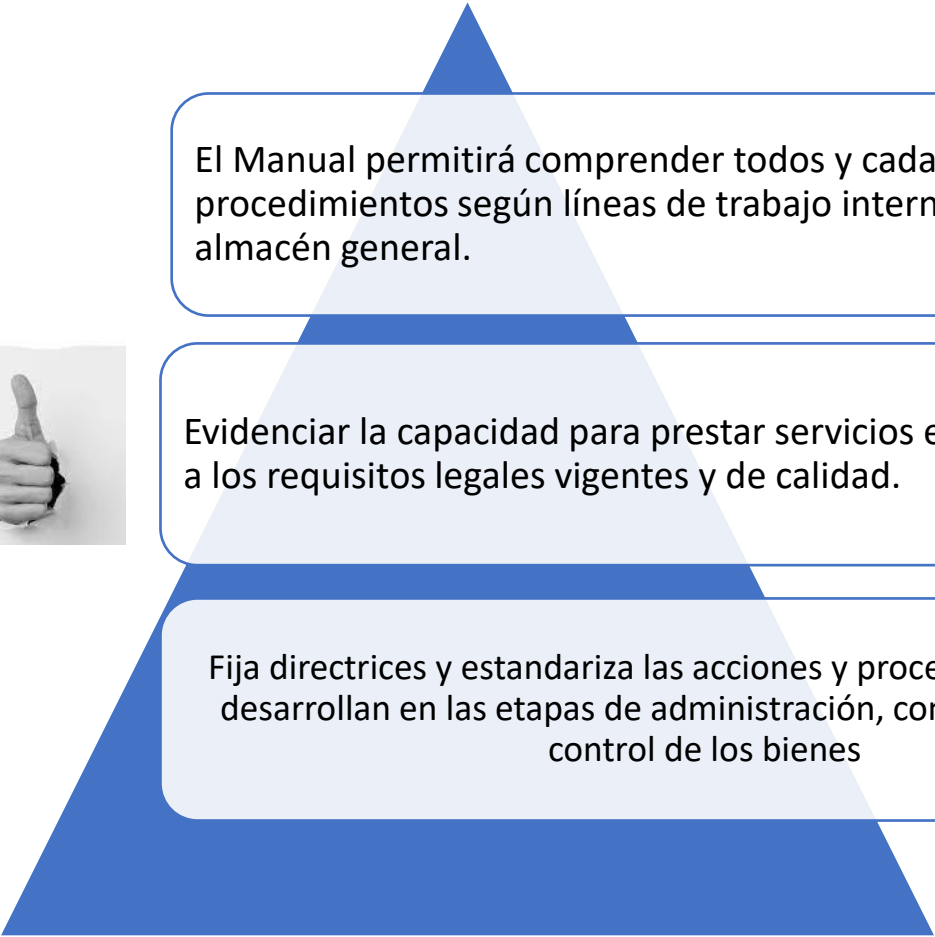 El Manual permitirá comprender todos y cada
procedimientos según líneas de trabajo intern
almacén general.
Evidenciar la capacidad para prestar servicios e
a los requisitos legales vigentes y de calidad.
Fija directrices y estandariza las acciones y proce
desarrollan en las etapas de administración, con
control de los bienes